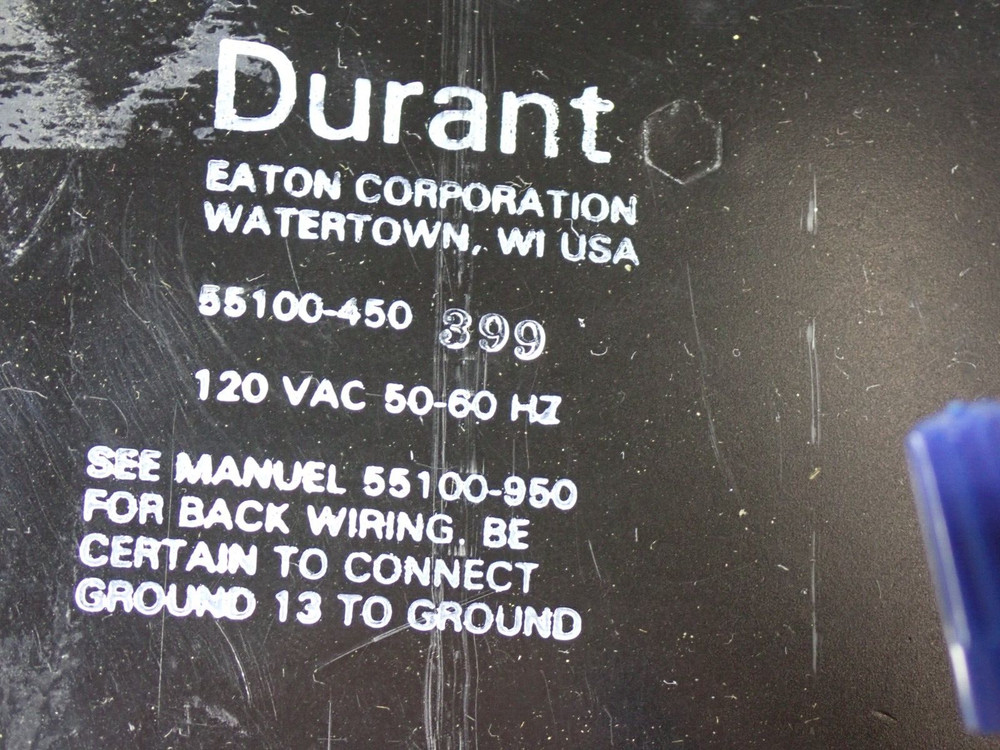 Durant
EATON CORPORATION
WATERTOWN, WI USA
55100-450 399
120 VAC 50-60 HZ
SEE MANUEL 55100-950
FOR BACK WIRING. BE
CERTAIN TO CONNECT
GROUND 13 TO GROUND